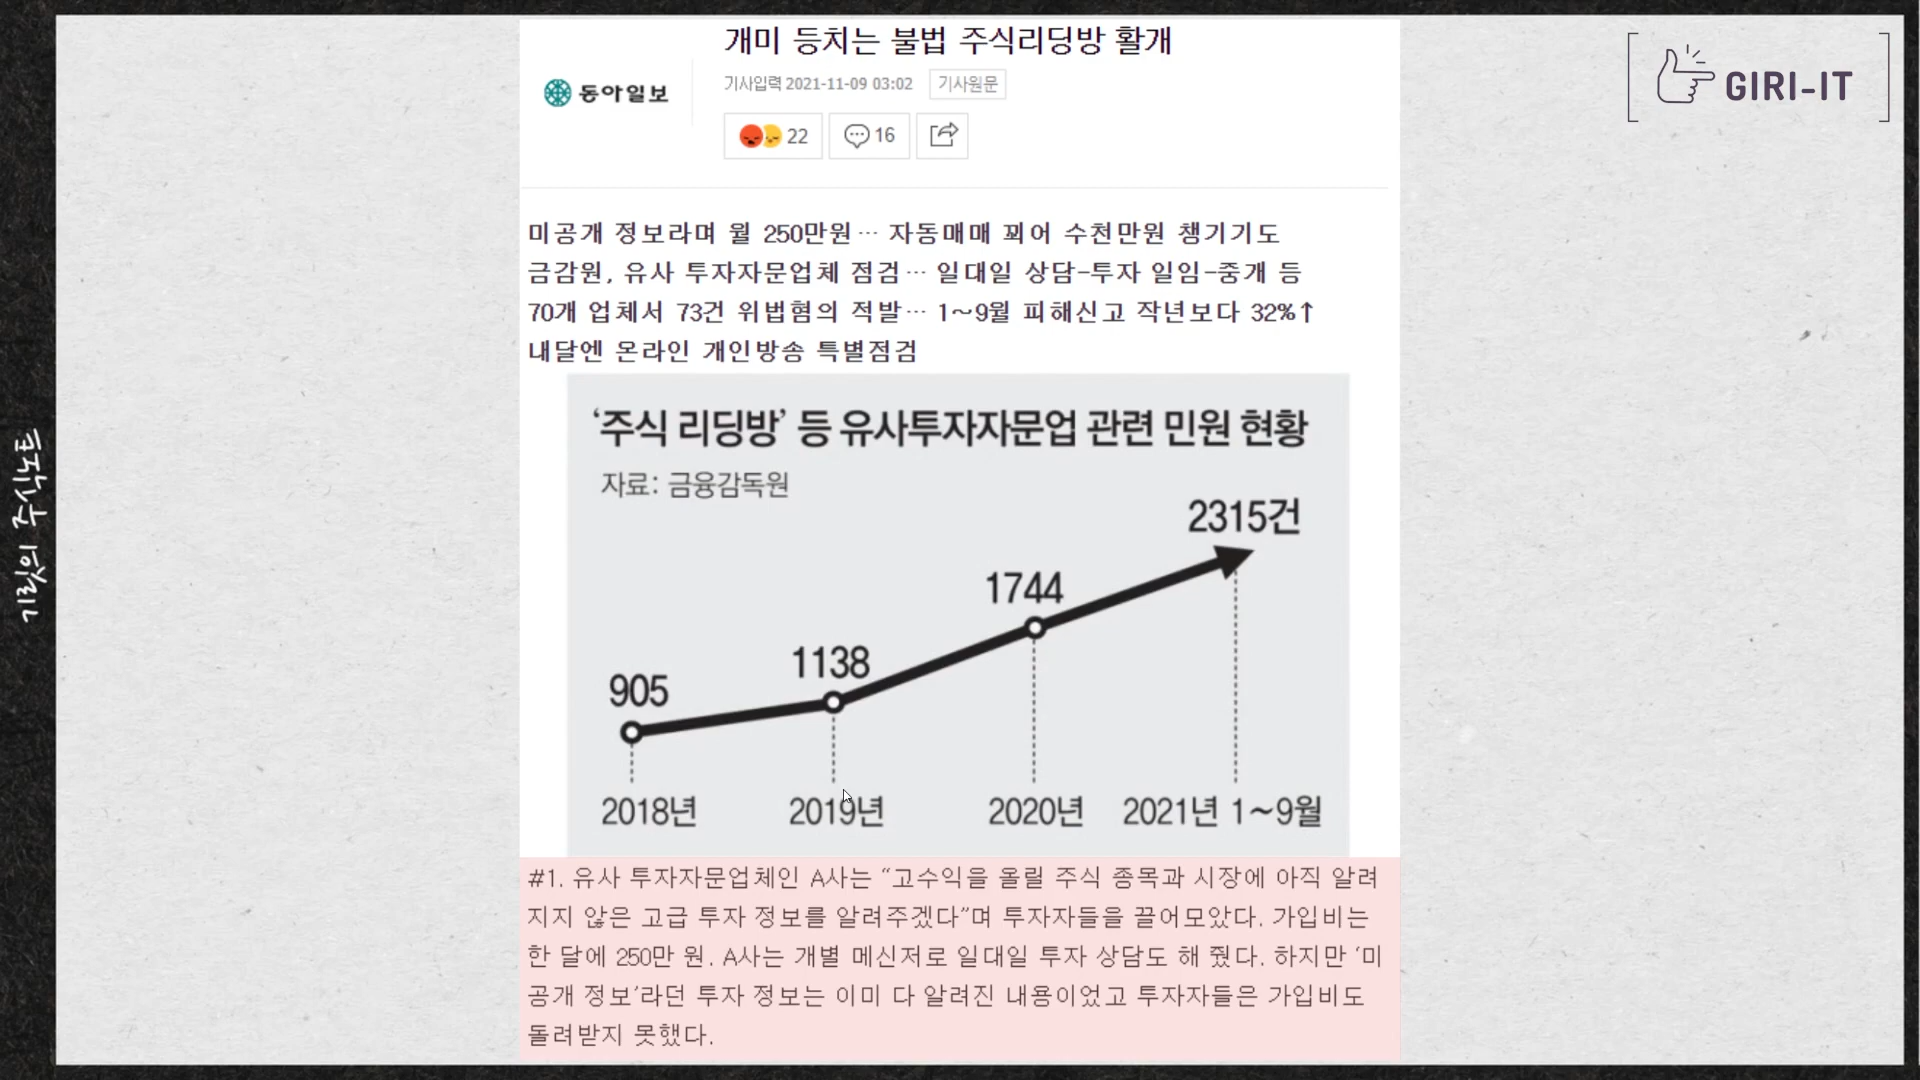 개미 등치는 불법 주식리딩방 활개
동아일보
기사입력 2021-11-09 03:02 기사원문
22 16
GIRI-IT
미공개 정보라며 월 250만원… 자동매매 꾀어 수천만원 챙기기도
금감원, 유사 투자자문업체 점검… 일대일 상담-투자 일임-중개 등
70개 업체서 73건 위법혐의 적발… 1~9월 피해신고 작년보다 32%↑
내달엔 온라인 개인방송 특별점검
‘주식 리딩방’ 등 유사투자자문업 관련 민원 현황
자료: 금융감독원
2315건
1744
1138
905
2018년 2019년 2020년 2021년 1~9월
#1. 유사 투자자문업체인 A사는 “고수익을 올릴 주식 종목과 시장에 아직 알려
지지 않은 고급 투자 정보를 알려주겠다”며 투자자들을 끌어모았다. 가입비는
한 달에 250만 원. A사는 개별 메신저로 일대일 투자 상담도 해 줬다. 하지만 ‘미
공개 정보’라던 투자 정보는 이미 다 알려진 내용이었고 투자자들은 가입비도
돌려받지 못했다.
기릿의 주식노트